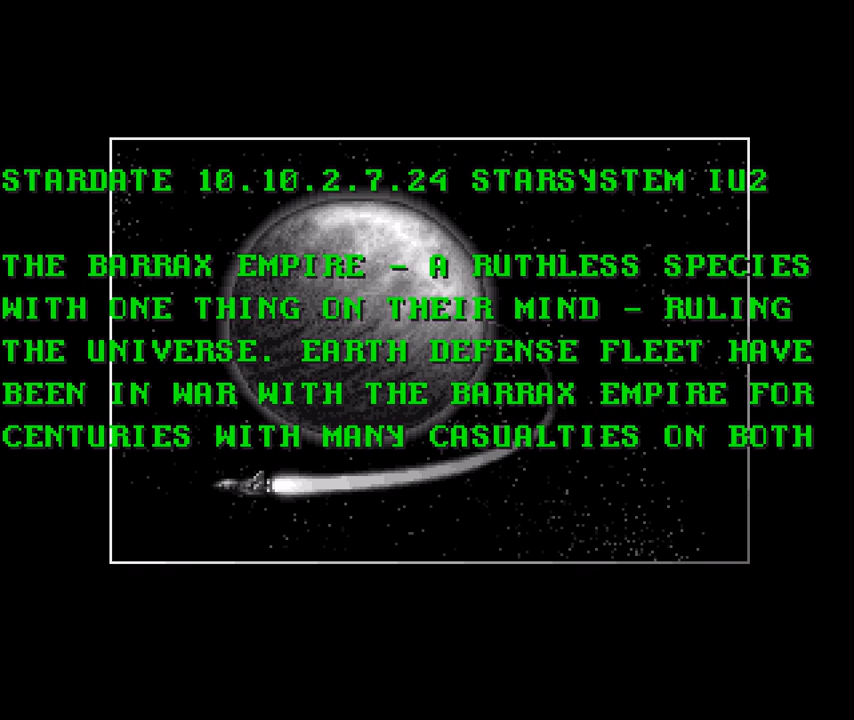 STARDATE 10.10.2.7.24 STARSYSTEM IU2
THE BARRAX EMPIRE - A RUTHLESS SPECIES
WITH ONE THING ON THEIR MIND - RULING
THE UNIVERSE. EARTH DEFENSE FLEET HAVE
BEEN IN WAR WITH THE BARRAX EMPIRE FOR
CENTURIES WITH MANY CASUALTIES ON BOTH